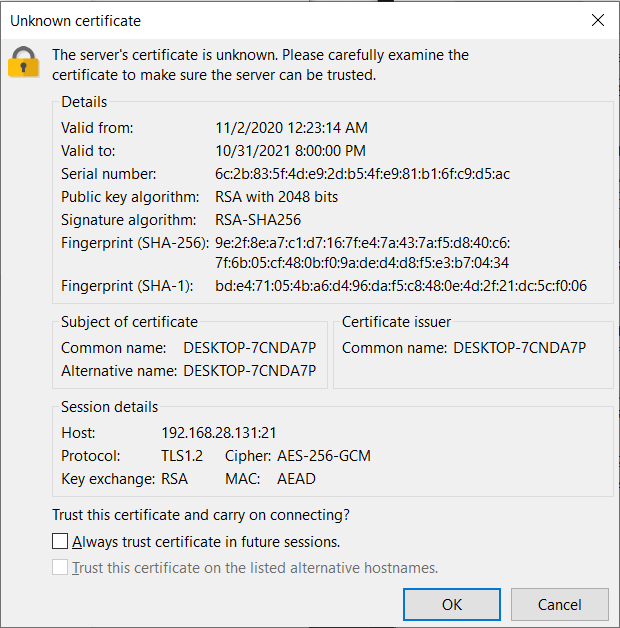 Unknown certificate
The server's certificate is unknown. Please carefully examine the
certificate to make sure the server can be trusted.
Details
Valid from: 11/2/2020 12:23:14 AM
Valid to: 10/31/2021 8:00:00 PM
Serial number: 6c:2b:83:5f:4d:e9:2d:b5:4f:e9:81:b1:6f:c9:d5:ac
Public key algorithm: RSA with 2048 bits
Signature algorithm: RSA-SHA256
Fingerprint (SHA-256): 9e:2f:8e:a7:c1:d7:16:7f:e4:7a:43:7a:f5:d8:40:c6:
7f:6b:05:cf:48:0b:f0:9a:de:d4:d8:f5:e3:b7:04:34
Fingerprint (SHA-1): bd:e4:71:05:4b:a6:d4:96:da:f5:c8:48:0e:4d:2f:21:dc:5c:f0:06
Subject of certificate
Common name: DESKTOP-7CNDA7P
Alternative name: DESKTOP-7CNDA7P
Certificate issuer
Common name: DESKTOP-7CNDA7P
Session details
Host: 192.168.28.131:21
Protocol: TLS1.2 Cipher: AES-256-GCM
Key exchange: RSA MAC: AEAD
Trust this certificate and carry on connecting?
Always trust certificate in future sessions.
Trust this certificate on the listed alternative hostnames.
OK Cancel